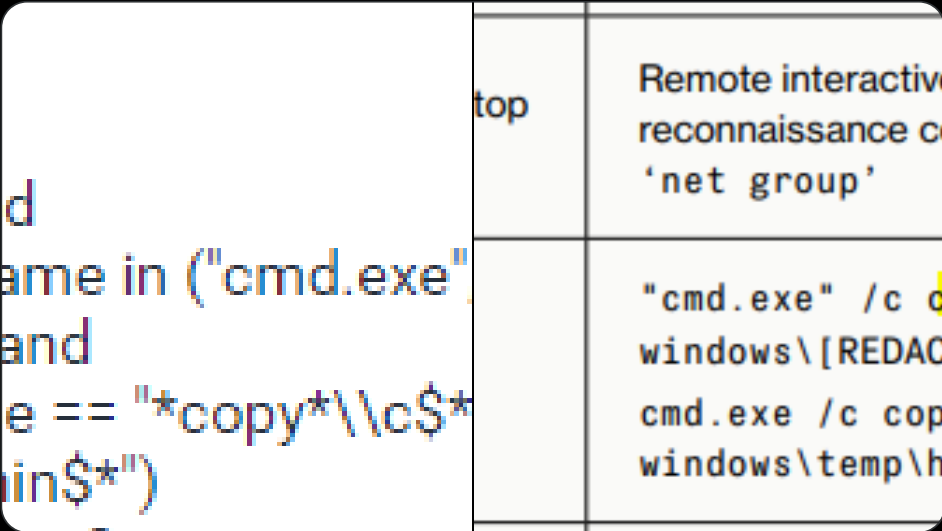 d
ame in ("cmd.exe",
and
e == "*copy*\\c$*
in$*")
top
Remote interactiv
reconnaissance c
‘net group’
"cmd.exe" /c c
windows\[REDAC
cmd.exe /c cop
windows\temp\h